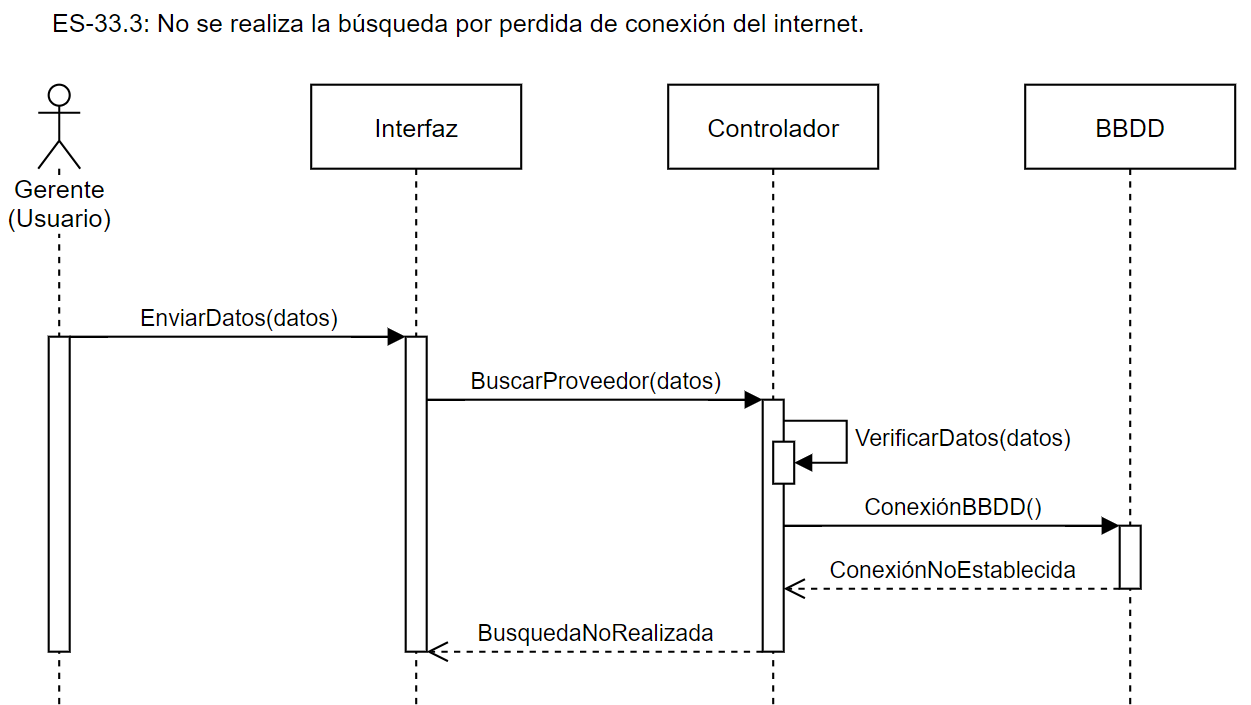 ES-33.3: No se realiza la búsqueda por perdida de conexión del internet.
Interfaz
Controlador
BBDD
Gerente
(Usuario)
EnviarDatos(datos)
BuscarProveedor(datos)
VerificarDatos(datos)
ConexiónBBDD()
ConexiónNoEstablecida
BusquedaNoRealizada